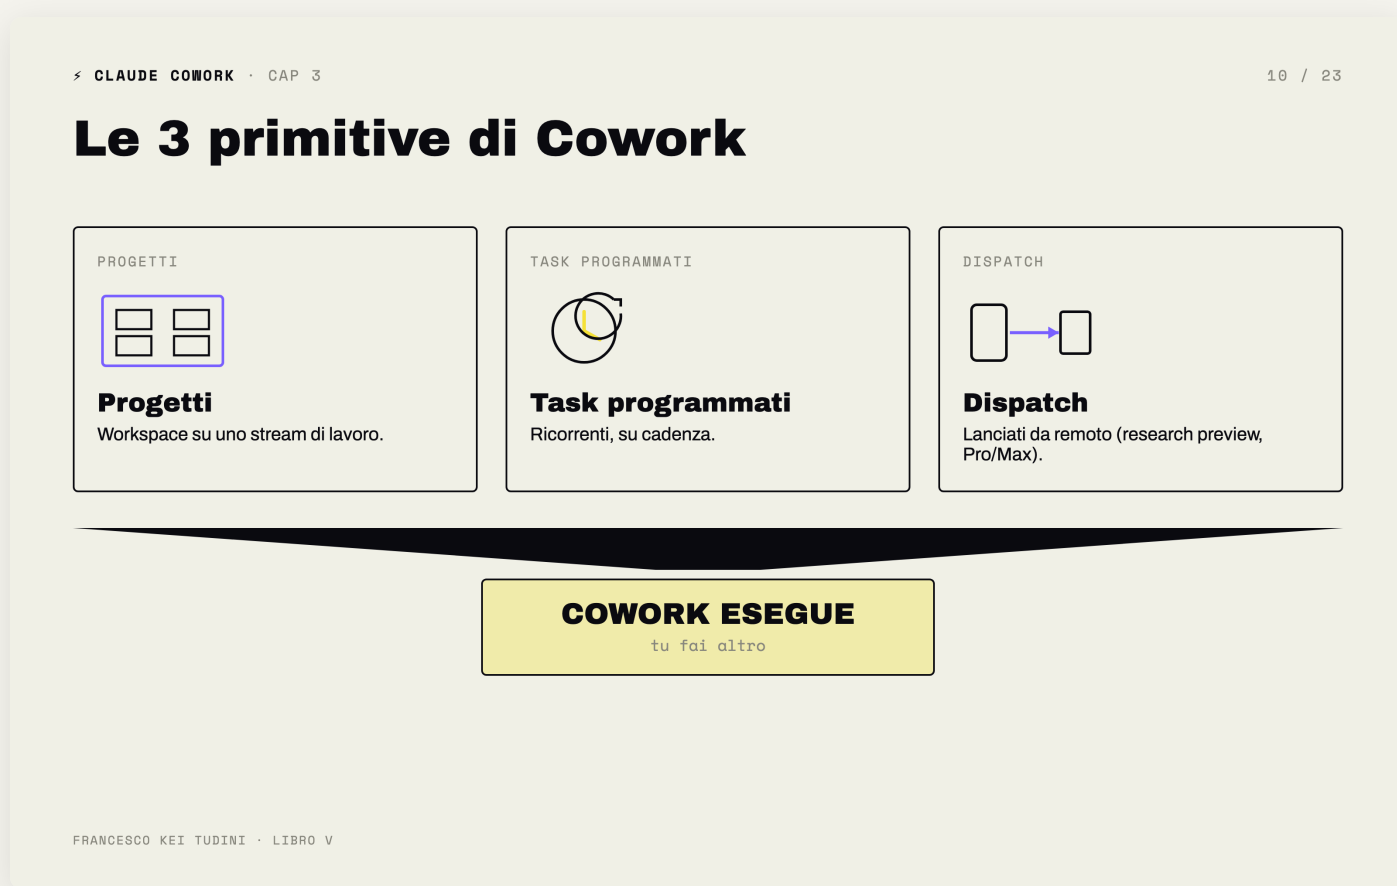 ⚡ CLAUDE COWORK · CAP 3
10 / 23
Le 3 primitive di Cowork
PROGETTI
Progetti
Workspace su uno stream di lavoro.
TASK PROGRAMMATI
Task programmati
Ricorrenti, su cadenza.
DISPATCH
Dispatch
Lanciati da remoto (research preview,
Pro/Max).
COWORK ESEGUE
tu fai altro
FRANCESCO KEI TUDINI · LIBRO V